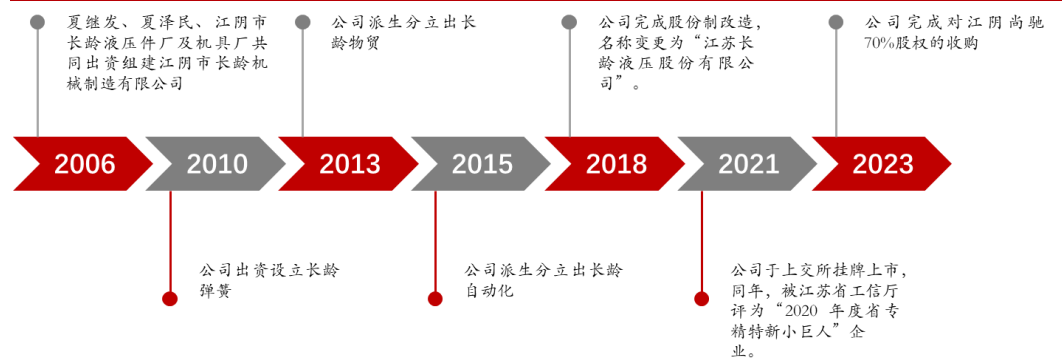 夏继发、夏泽民、江阴市
长龄液压件厂及机具厂共
同出资组建江阴市长龄机
械制造有限公司
公司派生分立出长
龄物贸
公司完成股份制改造，
名称变更为“江苏长
龄液压股份有限公
司”。
公司完成对江阴尚驰
70%股权的收购
2006
2010
2013
2015
2018
2021
2023
公司出资设立长龄
弹簧
公司派生分立出长龄
自动化
公司于上交所挂牌上市，
同年，被江苏省工信厅
评为“2020 年度省专
精特新小巨人”企
业。